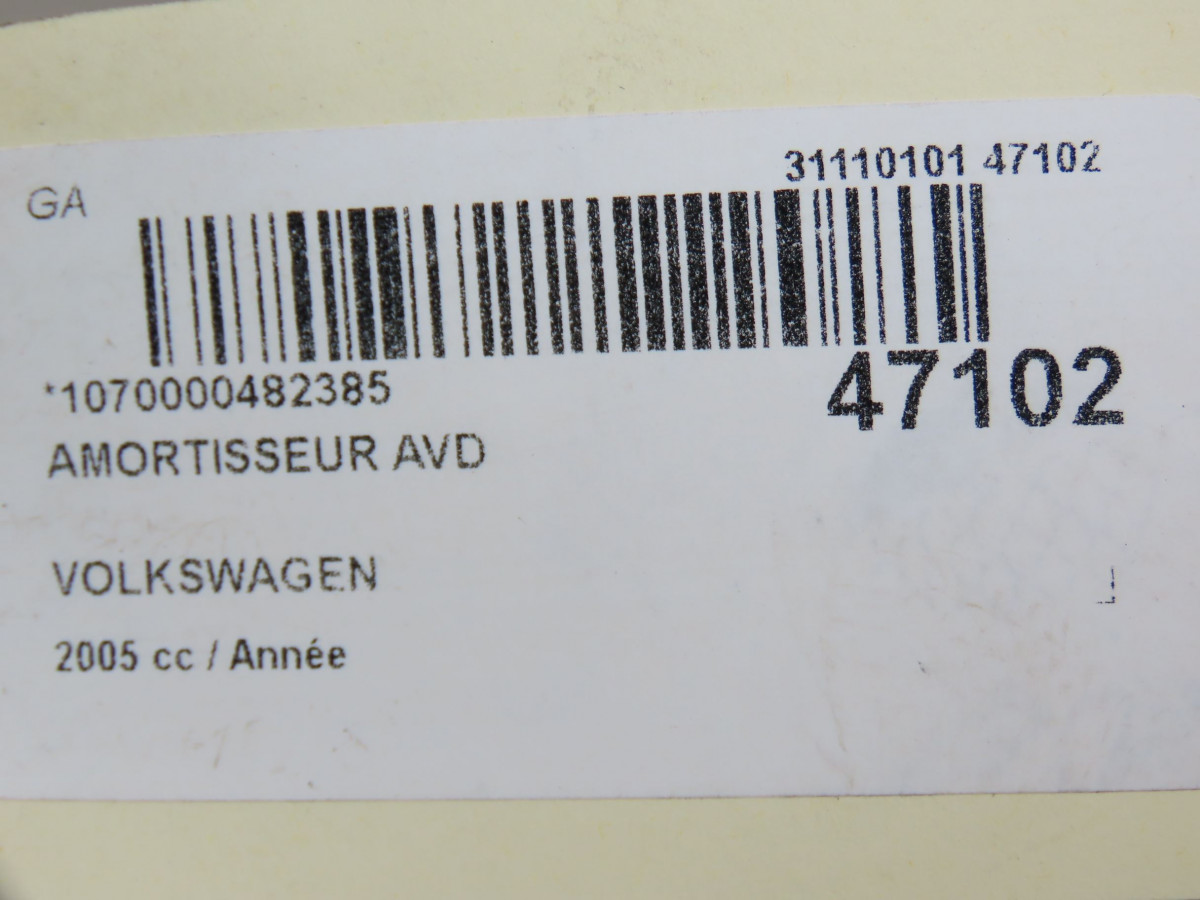 31110101 47102
GA
*1070000482385
47102
AMORTISSEUR AVD
VOLKSWAGEN
2005 cc / Année